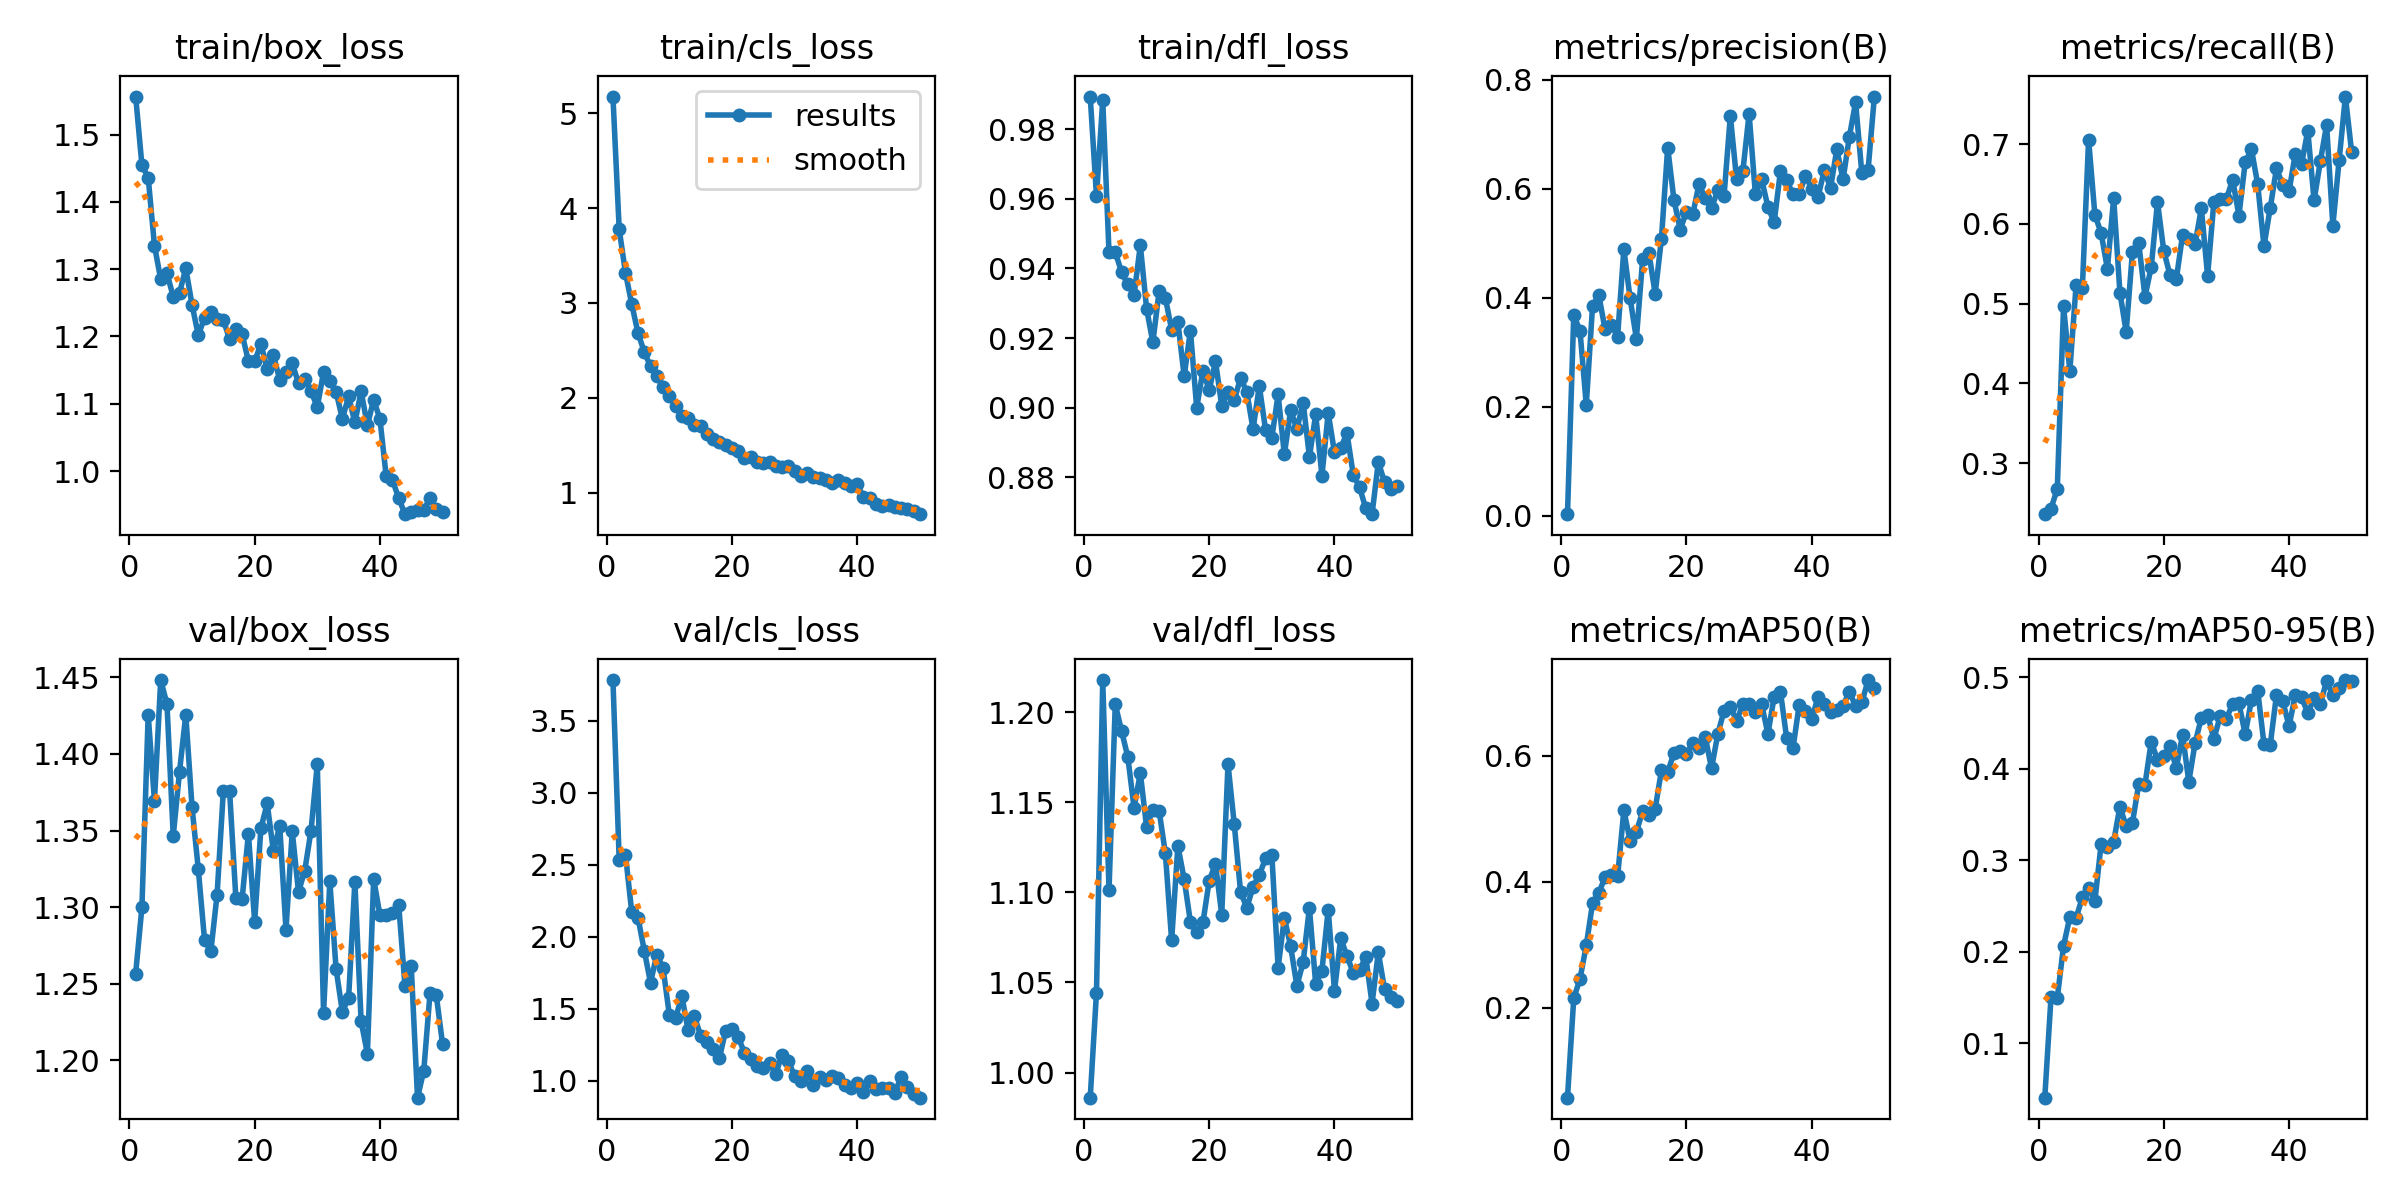 train/box_loss
1.5
1.4
1.3
1.2
1.1
1.0
0 20 40
train/cls_loss
results
smooth
5
4
3
2
1
0 20 40
train/dfl_loss
0.98
0.96
0.94
0.92
0.90
0.88
0 20 40
metrics/precision(B)
0.8
0.6
0.4
0.2
0.0
0 20 40
metrics/recall(B)
0.7
0.6
0.5
0.4
0.3
0 20 40
val/box_loss
1.45
1.40
1.35
1.30
1.25
1.20
0 20 40
val/cls_loss
3.5
3.0
2.5
2.0
1.5
1.0
0 20 40
val/dfl_loss
1.20
1.15
1.10
1.05
1.00
0 20 40
metrics/mAP50(B)
0.6
0.4
0.2
0 20 40
metrics/mAP50-95(B)
0.5
0.4
0.3
0.2
0.1
0 20 40